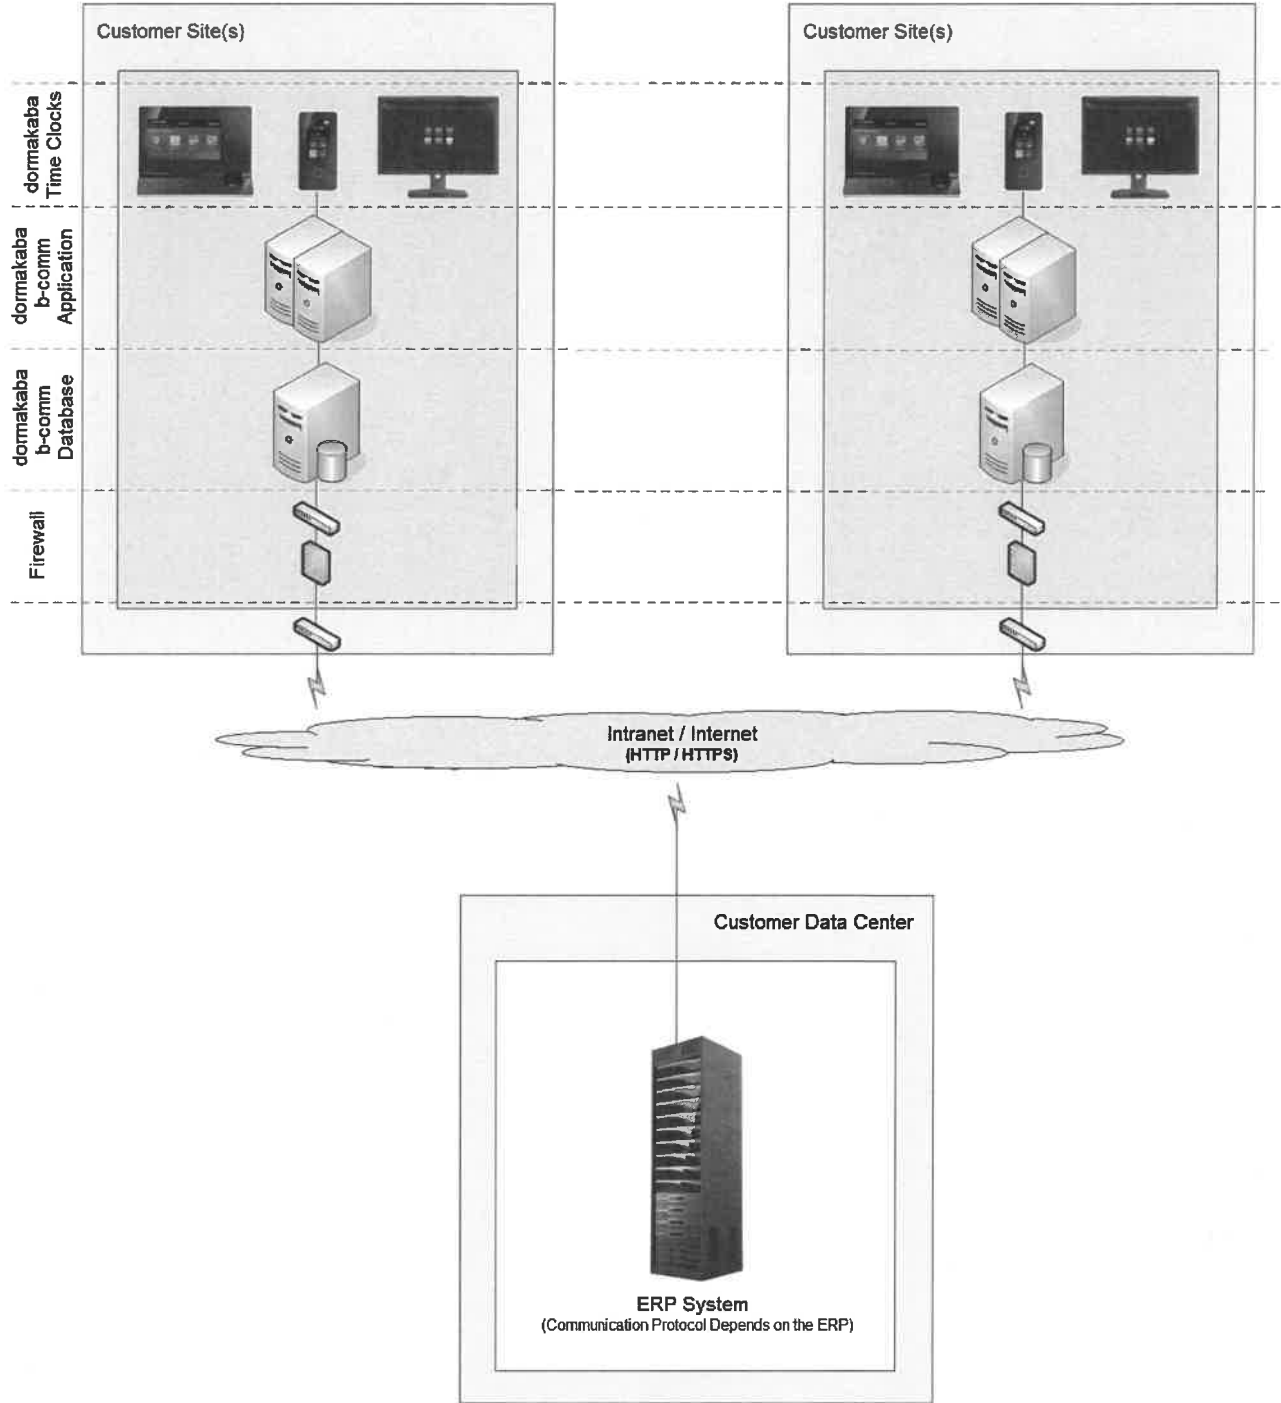 Customer Site(s)
Customer Site(s)
dormakaba
Time Clocks
dormakaba
b-comm
Application
dormakaba
b-comm
Database
Firewall
Intranet / Internet
(HTTP / HTTPS)
Customer Data Center
ERP System
(Communication Protocol Depends on the ERP)